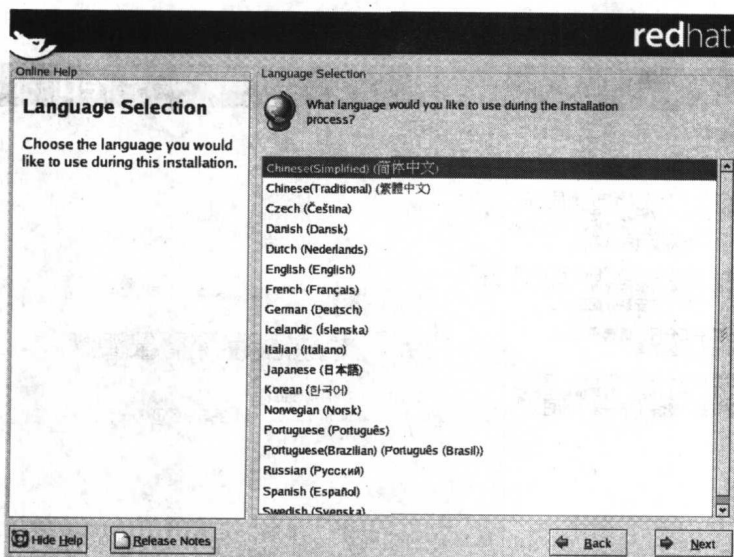 redhat
Online Help
Language Selection
Choose the language you would
like to use during this installation.
Language Selection
What language would you like to use during the installation
process?
Chinese(Simplified) (简体中文)
Chinese(Traditional) (繁體中文)
Czech (Čeština)
Danish (Dansk)
Dutch (Nederlands)
English (English)
French (Français)
German (Deutsch)
Icelandic (Íslenska)
Italian (Italiano)
Japanese (日本語)
Korean (한국어)
Norwegian (Norsk)
Portuguese (Português)
Portuguese(Brazilian) (Português (Brasil))
Russian (Русский)
Spanish (Español)
Swedish (Svenska)
Hide Help
Release Notes
Back
Next